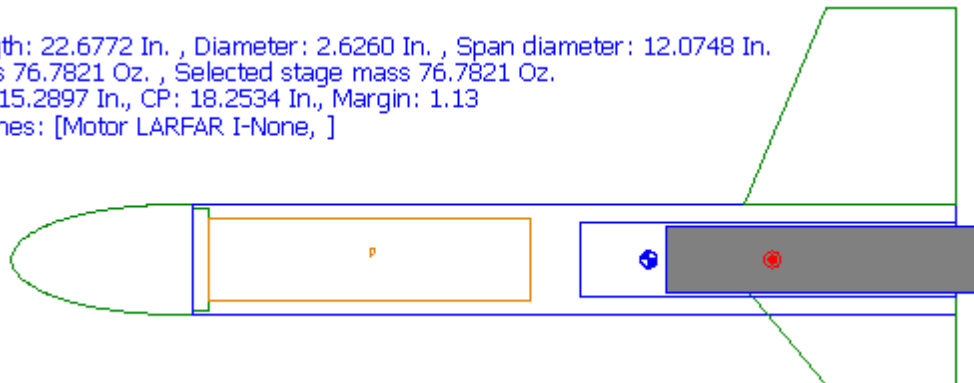 th: 22.6772 In. , Diameter: 2.6260 In. , Span diameter: 12.0748 In.
s 76.7821 Oz. , Selected stage mass 76.7821 Oz.
15.2897 In., CP: 18.2534 In., Margin: 1.13
nes: [Motor LARFAR I-None, ]
p